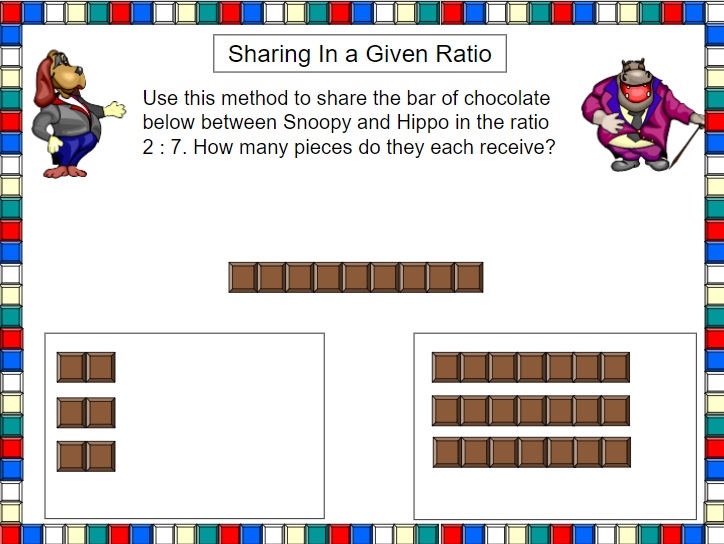 Sharing In a Given Ratio
Use this method to share the bar of chocolate
below between Snoopy and Hippo in the ratio
2 : 7. How many pieces do they each receive?